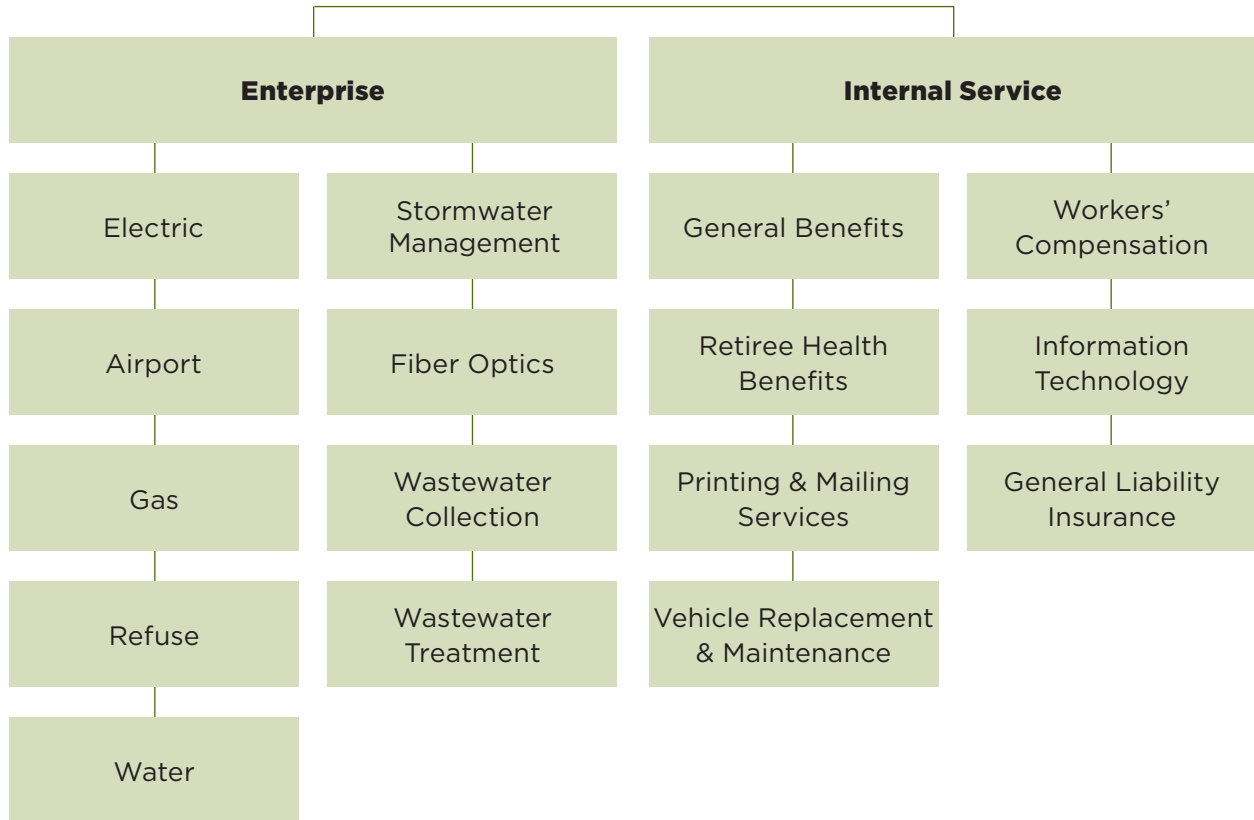 Enterprise
Internal Service
Electric
Airport
Gas
Refuse
Water
Stormwater
Management
Fiber Optics
Wastewater
Collection
Wastewater
Treatment
General Benefits
Retiree Health
Benefits
Printing & Mailing
Services
Vehicle Replacement
& Maintenance
Workers’
Compensation
Information
Technology
General Liability
Insurance